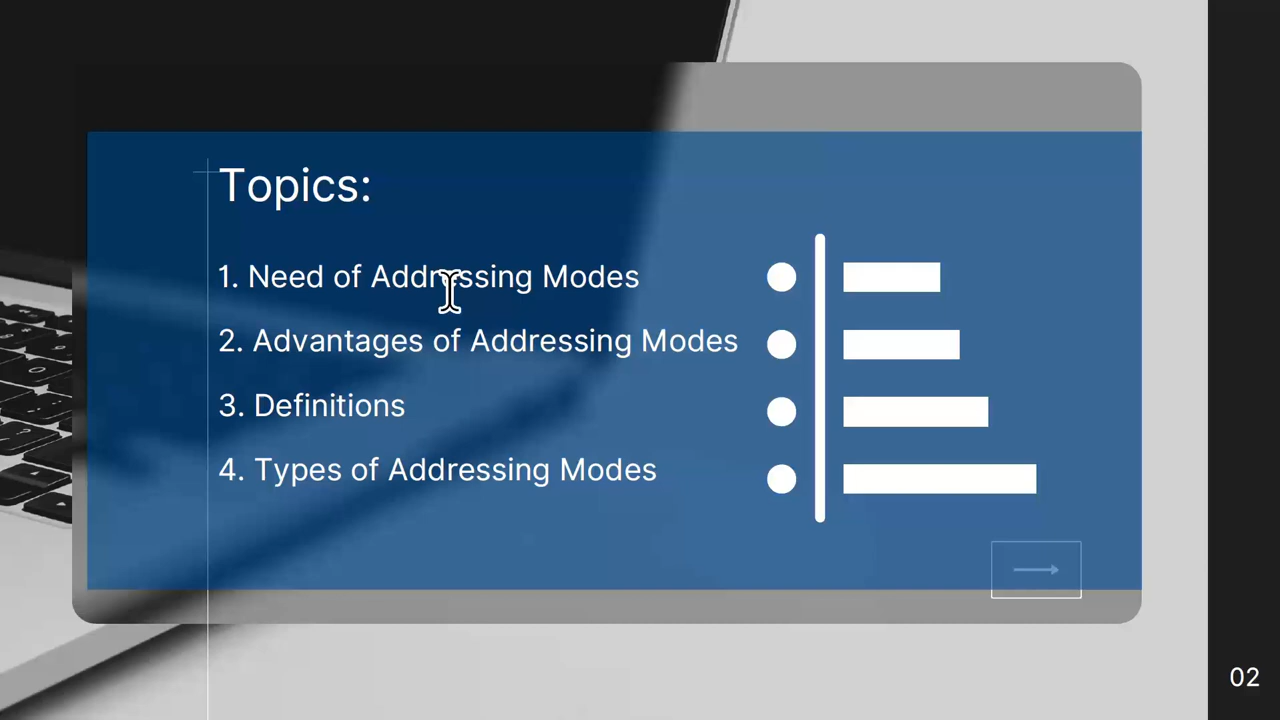 Topics:
1. Need of Addressing Modes
2. Advantages of Addressing Modes
3. Definitions
4. Types of Addressing Modes
02